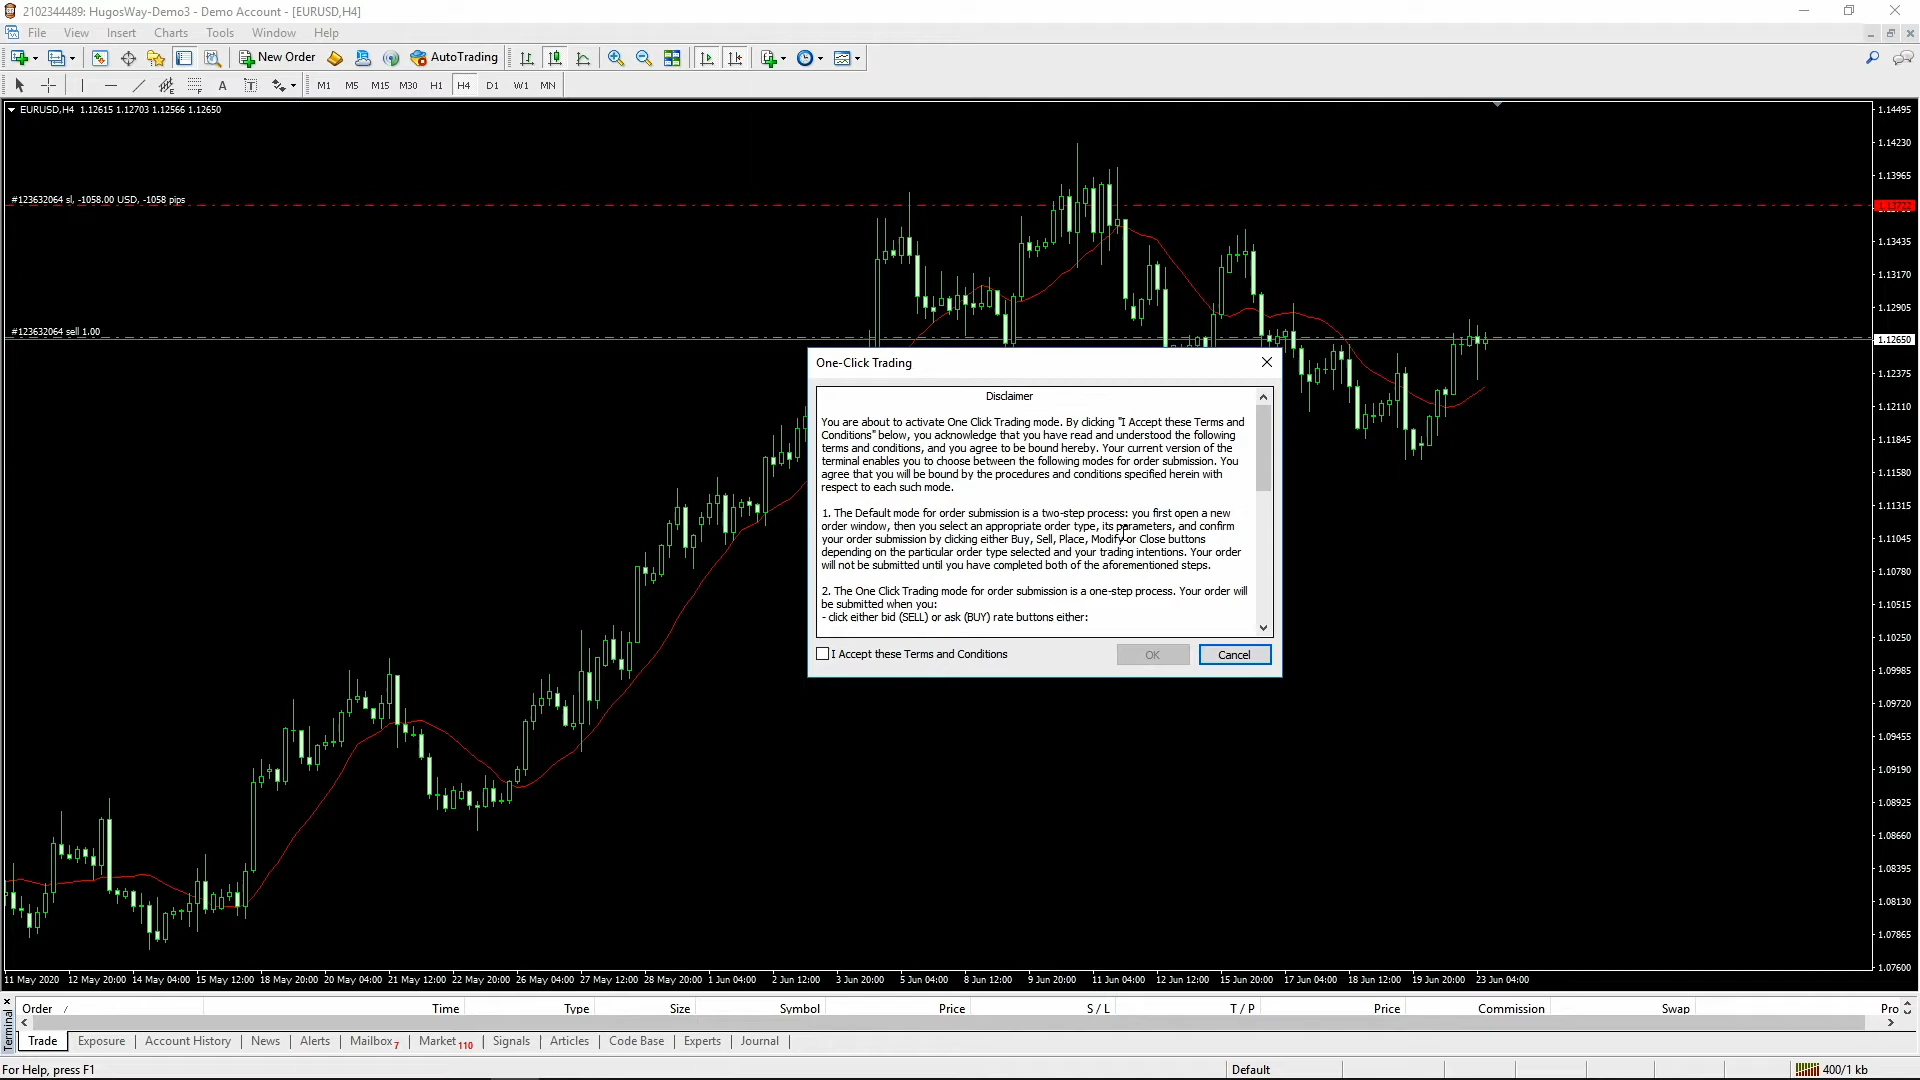 2102344489: HugosWay-Demo3 - Demo Account - [EURUSD,H4]
File View Insert Charts Tools Window Help
New Order AutoTrading
A T M1 M5 M15 M30 H1 H4 D1 W1 MN
EURUSD,H4 1.12615 1.12703 1.12566 1.12650
#123632064 sl, -1058.00 USD, -1058 pips
#123632064 sell 1.00
1.14495
1.14230
1.13965
1.13435
1.13170
1.12905
1.12650
1.12375
1.12110
1.11845
1.11580
1.11315
1.11045
1.10780
1.10515
1.10250
1.09985
1.09720
1.09455
1.09190
1.08925
1.08660
1.08395
1.08130
1.07865
1.07600
One-Click Trading
Disclaimer
You are about to activate One Click Trading mode. By clicking "I Accept these Terms and
Conditions" below, you acknowledge that you have read and understood the following
terms and conditions, and you agree to be bound hereby. Your current version of the
terminal enables you to choose between the following modes for order submission. You
agree that you will be bound by the procedures and conditions specified herein with
respect to each such mode.
1. The Default mode for order submission is a two-step process: you first open a new
order window, then you select an appropriate order type, its parameters, and confirm
your order submission by clicking either Buy, Sell, Place, Modify or Close buttons
depending on the particular order type selected and your trading intentions. Your order
will not be submitted until you have completed both of the aforementioned steps.
2. The One Click Trading mode for order submission is a one-step process. Your order will
be submitted when you:
- click either bid (SELL) or ask (BUY) rate buttons either:
I Accept these Terms and Conditions OK Cancel
11 May 2020 12 May 20:00 14 May 04:00 15 May 12:00 18 May 20:00 20 May 04:00 21 May 12:00 22 May 20:00 26 May 04:00 27 May 12:00 28 May 20:00 1 Jun 04:00 2 Jun 12:00 3 Jun 20:00 5 Jun 04:00 8 Jun 12:00 9 Jun 20:00 11 Jun 04:00 12 Jun 12:00 15 Jun 20:00 17 Jun 04:00 18 Jun 12:00 19 Jun 20:00 23 Jun 04:00
Order / Time Type Size Symbol Price S / L T / P Price Commission Swap Pro
Terminal
Trade Exposure Account History News Alerts Mailbox 7 Market 110 Signals Articles Code Base Experts Journal
For Help, press F1 Default 400/1 kb